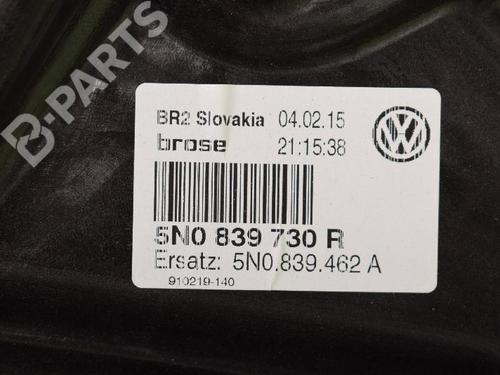 B-PARTS
BR2 Slovakia 04.02.15
brose 21:15:38
5N0 839 730 R
Ersatz: 5N0.839.462 A
910219-140